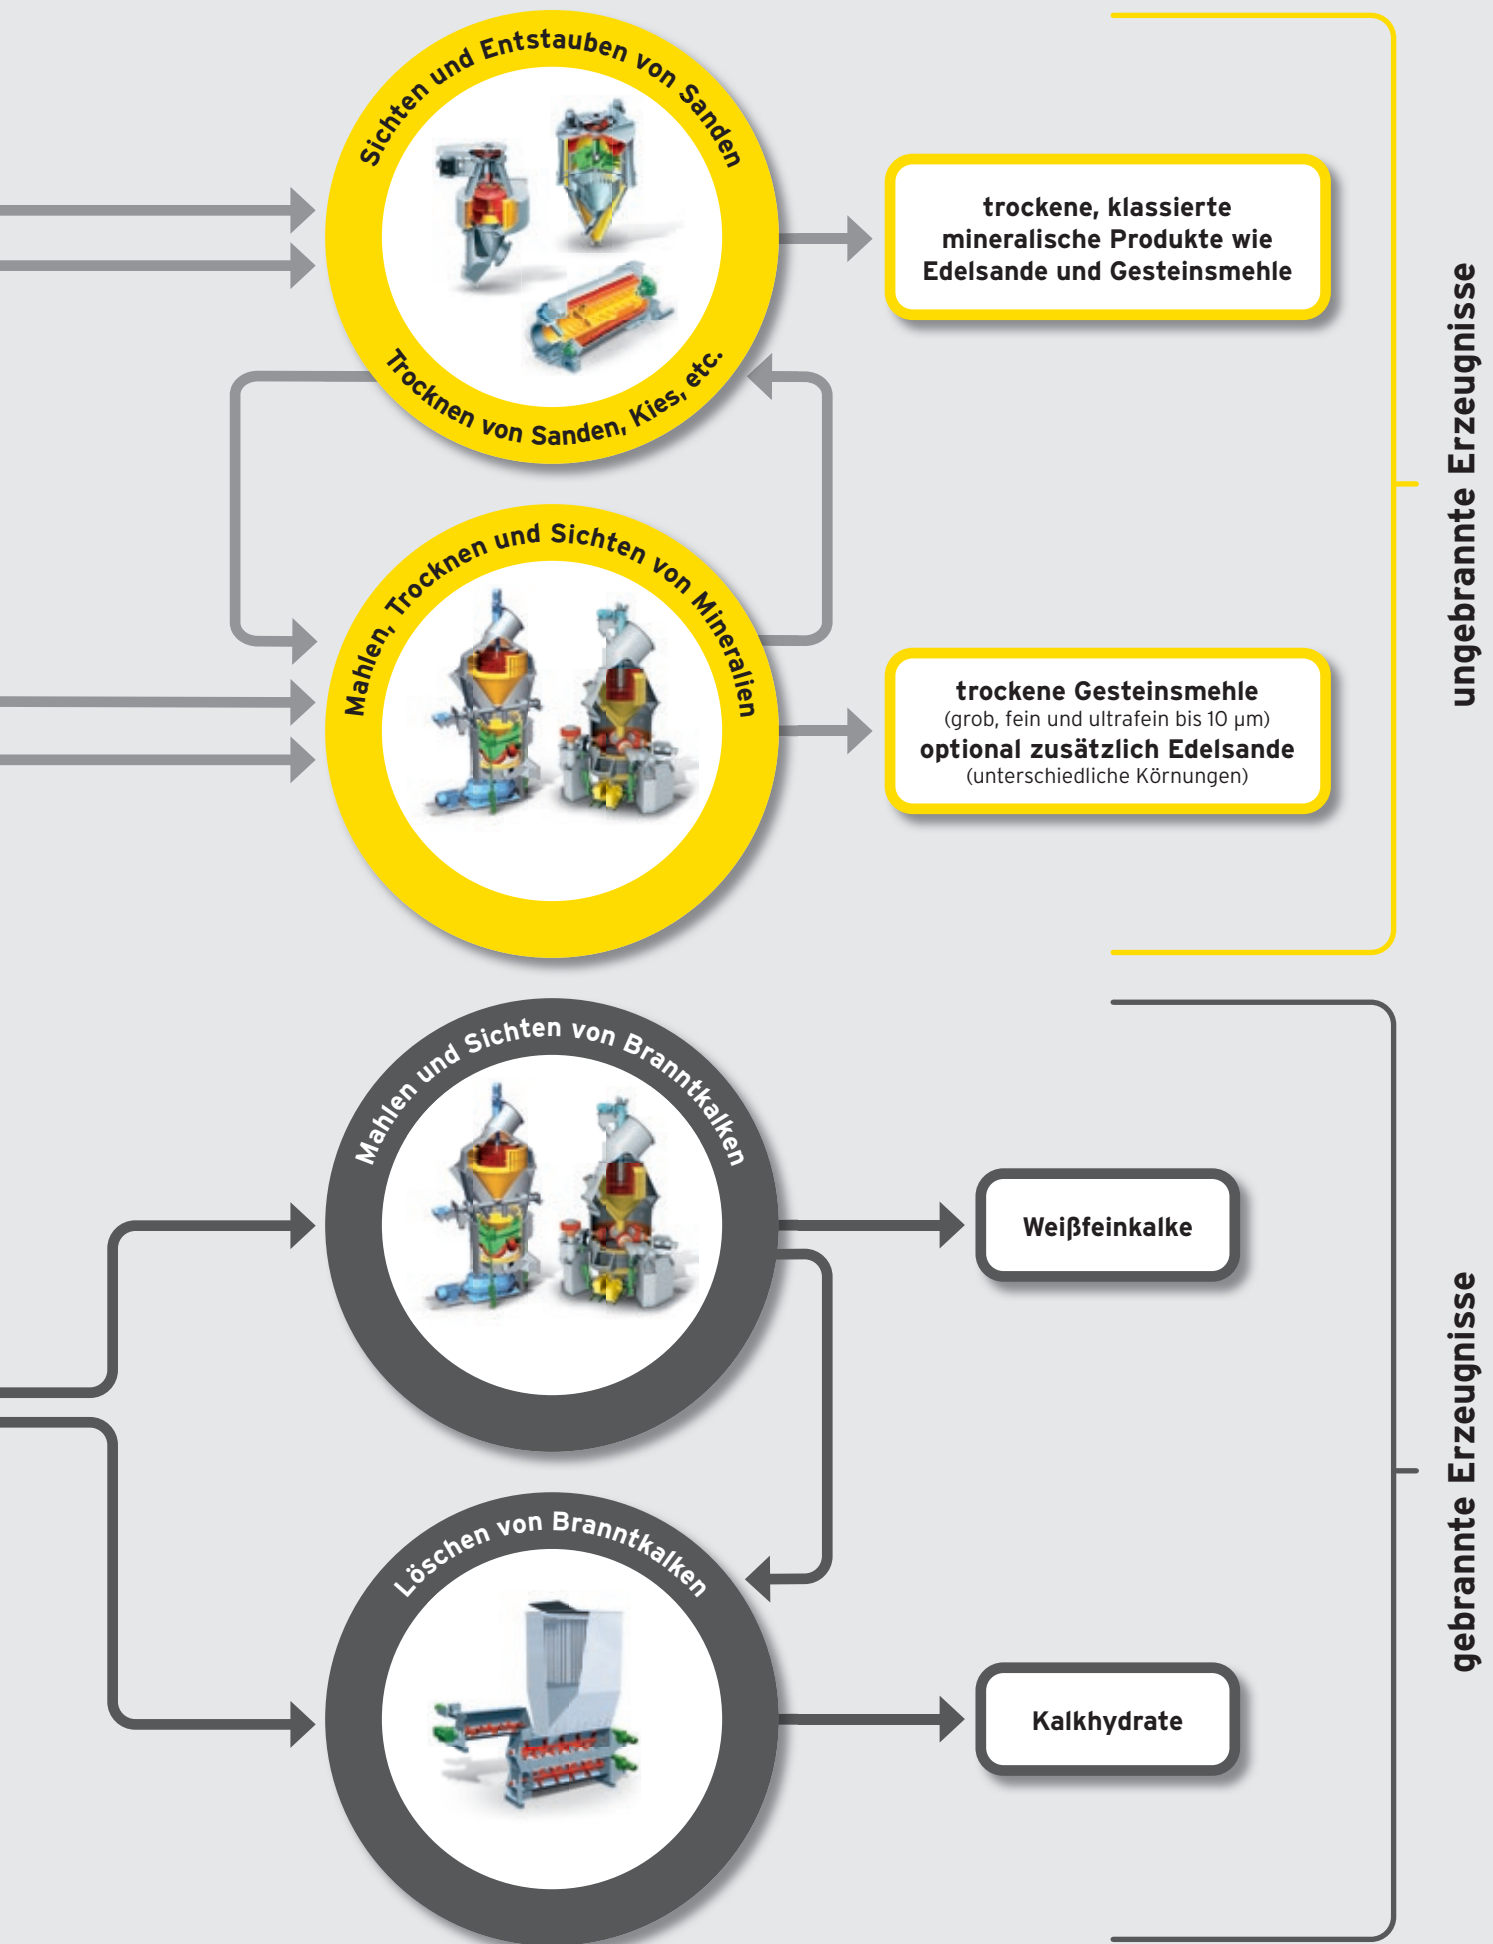 Sichten und Entstauben von Sanden
Trocknen von Sanden, Kies, etc.
trockene, klassierte
mineralische Produkte wie
Edelsande und Gesteinsmehle
Mahlen, Trocknen und Sichten von Mineralien
trockene Gesteinsmehle
(grob, fein und ultrafein bis 10 µm)
optional zusätzlich Edelsande
(unterschiedliche Körnungen)
ungebrannte Erzeugnisse
Mahlen und Sichten von Branntkalken
Weißfeinkalke
Löschen von Branntkalken
Kalkhydrate
gebrannte Erzeugnisse